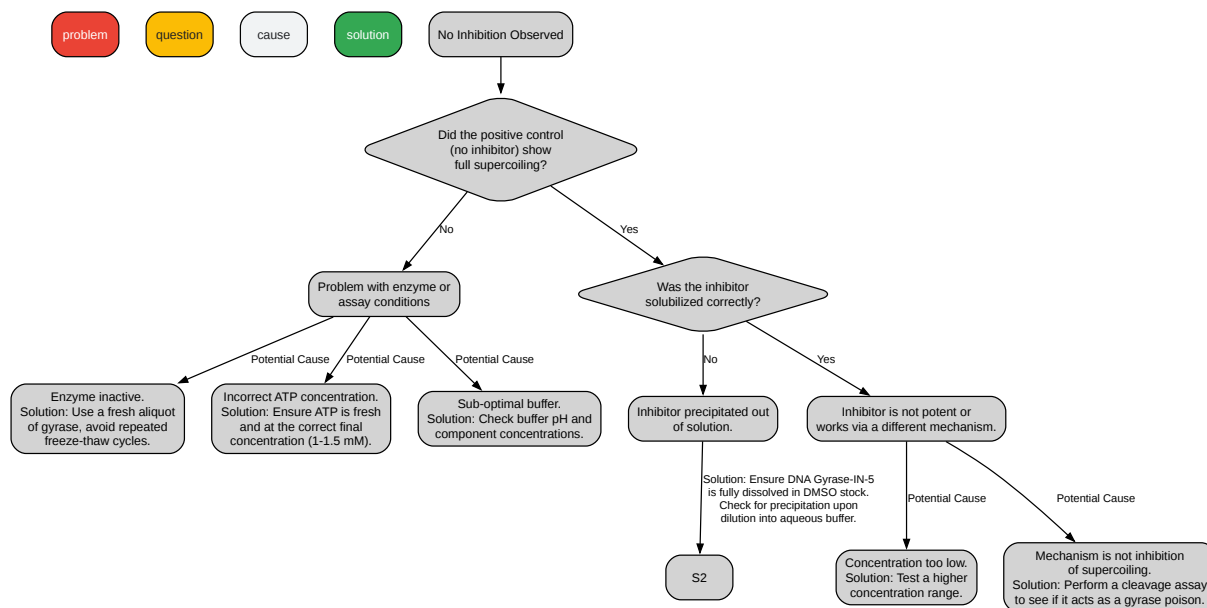 problem
question
cause
solution
No Inhibition Observed
Did the positive control
(no inhibitor) show
full supercoiling?
No
Yes
Problem with enzyme or
assay conditions
Was the inhibitor
solubilized correctly?
Potential Cause
Potential Cause
Potential Cause
No
Yes
Enzyme inactive.
Solution: Use a fresh aliquot
of gyrase, avoid repeated
freeze-thaw cycles.
Incorrect ATP concentration.
Solution: Ensure ATP is fresh
and at the correct final
concentration (1-1.5 mM).
Sub-optimal buffer.
Solution: Check buffer pH and
component concentrations.
Inhibitor precipitated out
of solution.
Inhibitor is not potent or
works via a different mechanism.
Solution: Ensure DNA Gyrase-IN-5
is fully dissolved in DMSO stock.
Check for precipitation upon
dilution into aqueous buffer.
Potential Cause
Potential Cause
S2
Concentration too low.
Solution: Test a higher
concentration range.
Mechanism is not inhibition
of supercoiling.
Solution: Perform a cleavage assay
to see if it acts as a gyrase poison.